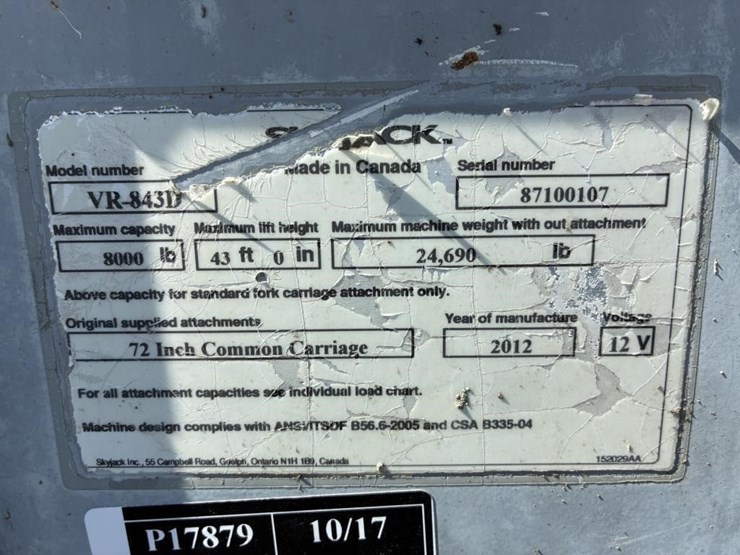 SKYJACK™
Made in Canada
Model number Serial number
VR-843D 87100107
Maximum capacity Maximum lift height Maximum machine weight with out attachment
8000 lb 43 ft 0 in 24,690 lb
Above capacity for standard fork carriage attachment only.
Original supplied attachments Year of manufacture Voltage
72 Inch Common Carriage 2012 12 V
For all attachment capacities see individual load chart.
Machine design complies with ANSI/ITSDF B56.6-2005 and CSA B335-04
Skyjack Inc., 55 Campbell Road, Guelph, Ontario N1H 1B9, Canada 152029AA
P17879 10/17